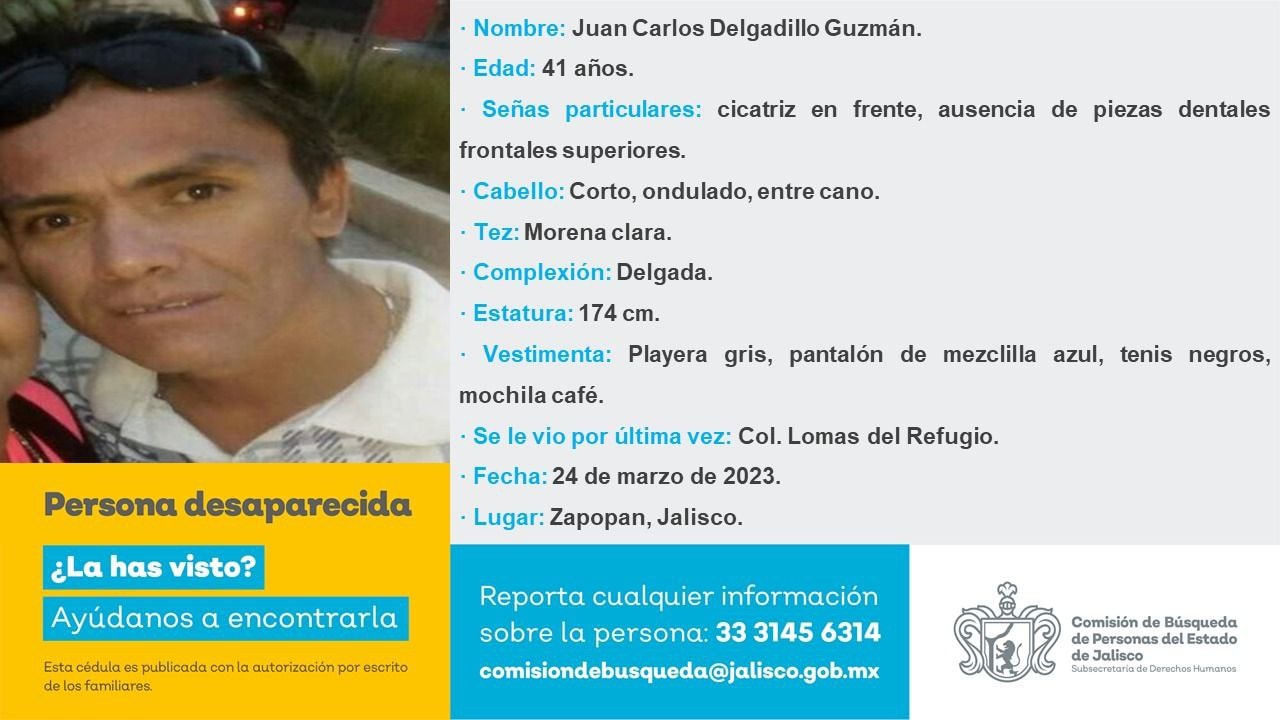 · Nombre: Juan Carlos Delgadillo Guzmán.
· Edad: 41 años.
· Señas particulares: cicatriz en frente, ausencia de piezas dentales
frontales superiores.
· Cabello: Corto, ondulado, entre cano.
· Tez: Morena clara.
· Complexión: Delgada.
· Estatura: 174 cm.
· Vestimenta: Playera gris, pantalón de mezclilla azul, tenis negros,
mochila café.
· Se le vio por última vez: Col. Lomas del Refugio.
· Fecha: 24 de marzo de 2023.
· Lugar: Zapopan, Jalisco.
Persona desaparecida
¿La has visto?
Ayúdanos a encontrarla
Esta cédula es publicada con la autorización por escrito
de los familiares.
Reporta cualquier información
sobre la persona: 33 3145 6314
comisiondebusqueda@jalisco.gob.mx
Comisión de Búsqueda
de Personas del Estado
de Jalisco
Subsecretaría de Derechos Humanos